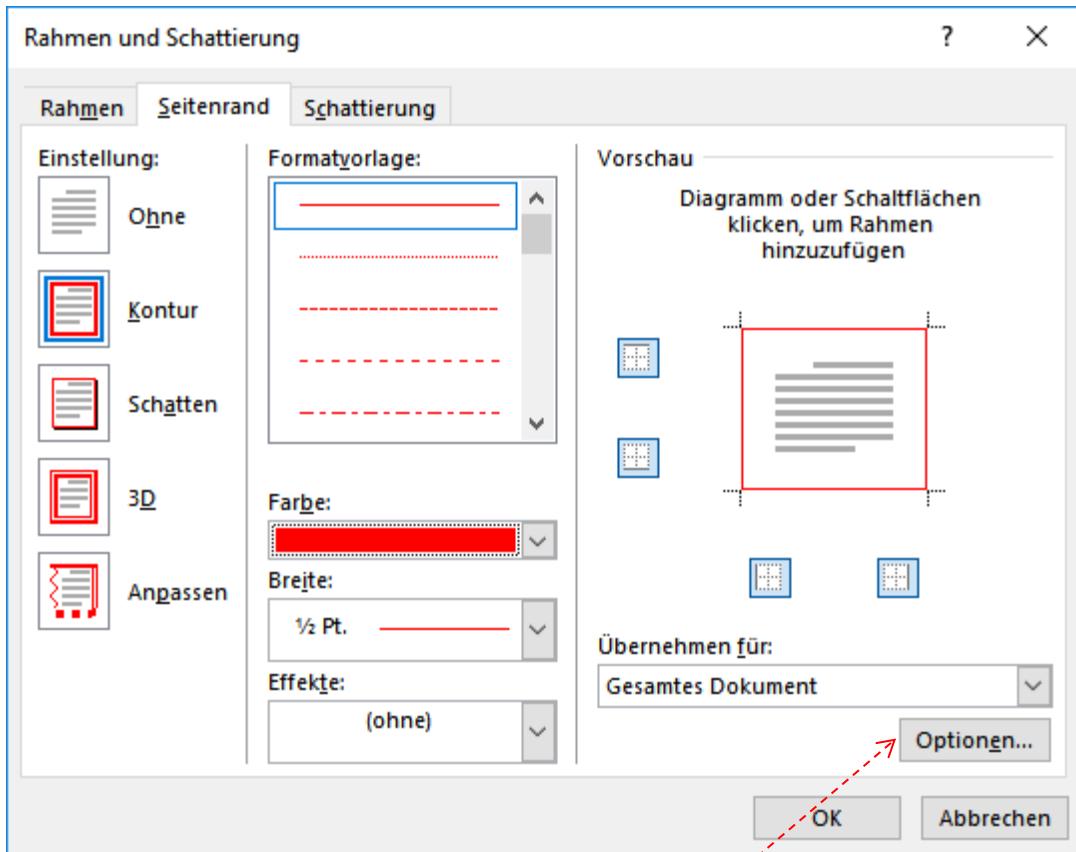 Rahmen und Schattierung
?
Rahmen
Seitenrand
Schattierung
Einstellung:
Ohne
Kontur
Schatten
3D
Anpassen
Formatvorlage:
Farbe:
Breite:
½ Pt.
Effekte:
(ohne)
Vorschau
Diagramm oder Schaltflächen
klicken, um Rahmen
hinzuzufügen
Übernehmen für:
Gesamtes Dokument
Optionen...
OK
Abbrechen